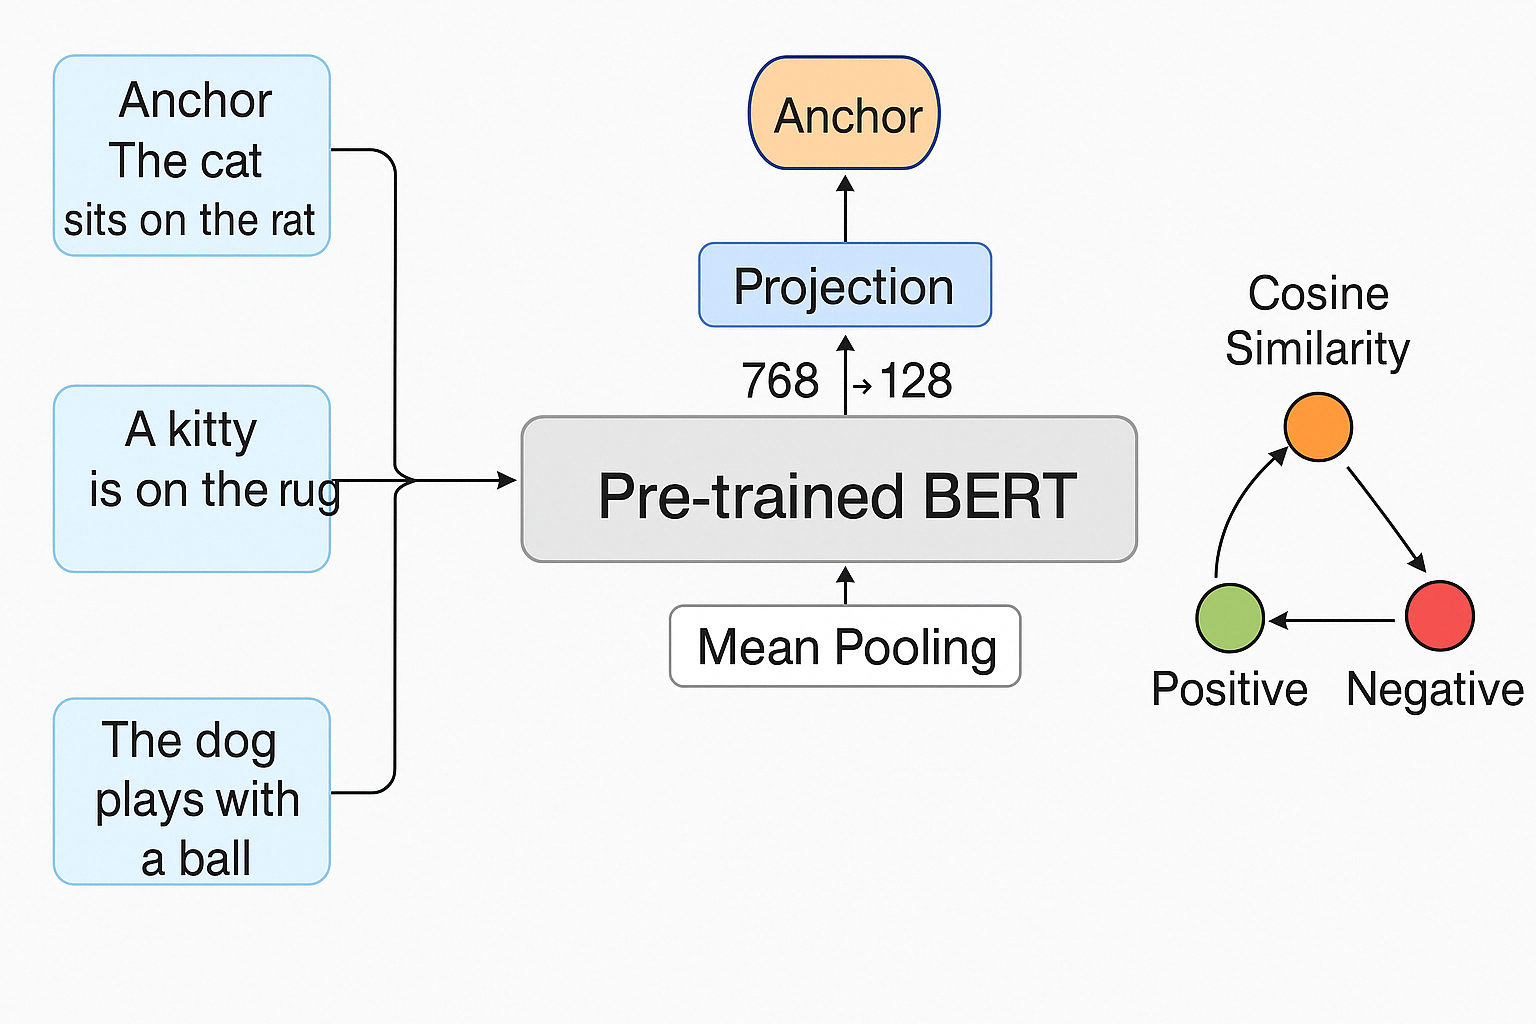 Anchor
The cat
sits on the rat
A kitty
is on the rug
The dog
plays with
a ball
Anchor
Projection
768 → 128
Pre-trained BERT
Mean Pooling
Cosine
Similarity
Positive
Negative